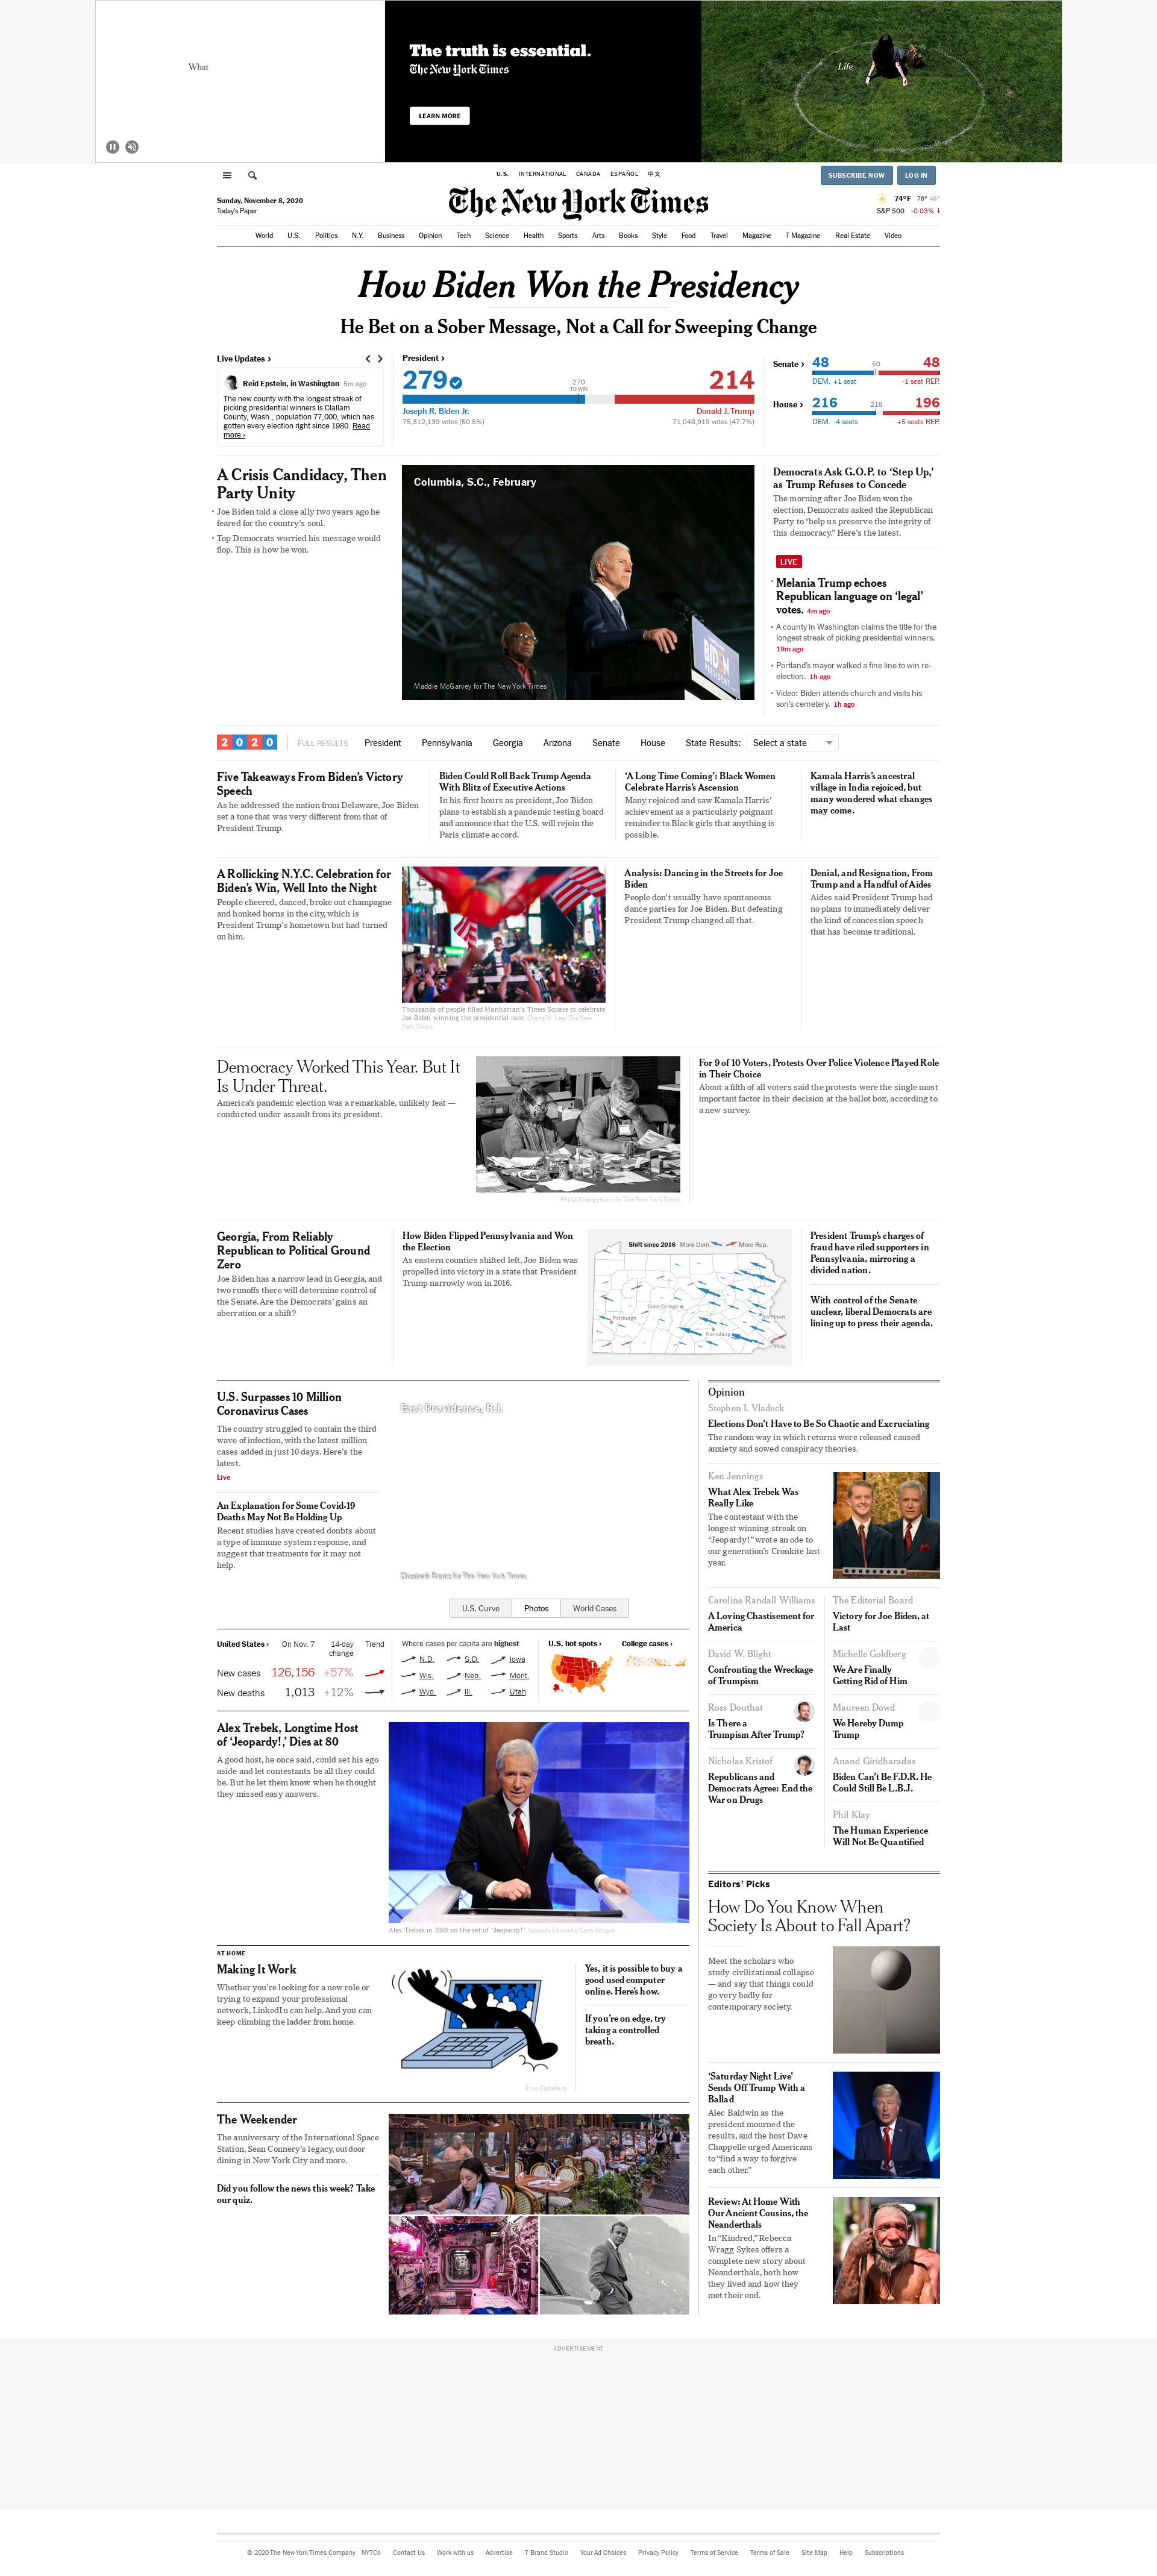 What
The truth is essential.
The New York Times
LEARN MORE
Life
U.S. INTERNATIONAL CANADA ESPAÑOL 中文
SUBSCRIBE NOW LOG IN
Sunday, November 8, 2020
Today's Paper
The New York Times
74°F 78° 48°
S&P 500 -0.03% ↓
World U.S. Politics N.Y. Business Opinion Tech Science Health Sports Arts Books Style Food Travel Magazine T Magazine Real Estate Video
How Biden Won the Presidency
He Bet on a Sober Message, Not a Call for Sweeping Change
Live Updates ›
Reid Epstein, in Washington 5m ago
The new county with the longest streak of
picking presidential winners is Clallam
County, Wash., population 77,000, which has
gotten every election right since 1980. Read
more ›
President ›
279 214
270
TO WIN
Joseph R. Biden Jr. Donald J. Trump
75,312,139 votes (50.5%) 71,048,919 votes (47.7%)
Senate › 48 50 48
DEM. +1 seat -1 seat REP.
House › 216 218 196
DEM. -4 seats +5 seats REP.
A Crisis Candidacy, Then
Party Unity
• Joe Biden told a close ally two years ago he
feared for the country's soul.
• Top Democrats worried his message would
flop. This is how he won.
Columbia, S.C., February
BIDEN
PRESIDENT
Maddie McGarvey for The New York Times
Democrats Ask G.O.P. to 'Step Up,'
as Trump Refuses to Concede
The morning after Joe Biden won the
election, Democrats asked the Republican
Party to "help us preserve the integrity of
this democracy." Here's the latest.
LIVE
• Melania Trump echoes
Republican language on 'legal'
votes. 4m ago
• A county in Washington claims the title for the
longest streak of picking presidential winners.
19m ago
• Portland's mayor walked a fine line to win re-
election. 1h ago
• Video: Biden attends church and visits his
son's cemetery. 1h ago
2020 FULL RESULTS President Pennsylvania Georgia Arizona Senate House State Results: Select a state
Five Takeaways From Biden's Victory
Speech
As he addressed the nation from Delaware, Joe Biden
set a tone that was very different from that of
President Trump.
Biden Could Roll Back Trump Agenda
With Blitz of Executive Actions
In his first hours as president, Joe Biden
plans to establish a pandemic testing board
and announce that the U.S. will rejoin the
Paris climate accord.
'A Long Time Coming': Black Women
Celebrate Harris's Ascension
Many rejoiced and saw Kamala Harris'
achievement as a particularly poignant
reminder to Black girls that anything is
possible.
Kamala Harris's ancestral
village in India rejoiced, but
many wondered what changes
may come.
A Rollicking N.Y.C. Celebration for
Biden's Win, Well Into the Night
People cheered, danced, broke out champagne
and honked horns in the city, which is
President Trump's hometown but had turned
on him.
Thousands of people filled Manhattan's Times Square to celebrate
Joe Biden winning the presidential race. Chang W. Lee/The New
York Times
Analysis: Dancing in the Streets for Joe
Biden
People don't usually have spontaneous
dance parties for Joe Biden. But defeating
President Trump changed all that.
Denial, and Resignation, From
Trump and a Handful of Aides
Aides said President Trump had
no plans to immediately deliver
the kind of concession speech
that has become traditional.
Democracy Worked This Year. But It
Is Under Threat.
America's pandemic election was a remarkable, unlikely feat —
conducted under assault from its president.
Philip Montgomery for The New York Times
For 9 of 10 Voters, Protests Over Police Violence Played Role
in Their Choice
About a fifth of all voters said the protests were the single most
important factor in their decision at the ballot box, according to
a new survey.
Georgia, From Reliably
Republican to Political Ground
Zero
Joe Biden has a narrow lead in Georgia, and
two runoffs there will determine control of
the Senate. Are the Democrats' gains an
aberration or a shift?
How Biden Flipped Pennsylvania and Won
the Election
As eastern counties shifted left, Joe Biden was
propelled into victory in a state that President
Trump narrowly won in 2016.
Shift since 2016 More Dem. More Rep.
State College
Allentown
Pittsburgh
Harrisburg
Phila.
President Trump's charges of
fraud have riled supporters in
Pennsylvania, mirroring a
divided nation.
With control of the Senate
unclear, liberal Democrats are
lining up to press their agenda.
U.S. Surpasses 10 Million
Coronavirus Cases
The country struggled to contain the third
wave of infection, with the latest million
cases added in just 10 days. Here's the
latest.
Live
An Explanation for Some Covid-19
Deaths May Not Be Holding Up
Recent studies have created doubts about
a type of immune system response, and
suggest that treatments for it may not
help.
East Providence, R.I.
Elizabeth Frantz for The New York Times
U.S. Curve Photos World Cases
United States › On Nov. 7 14-day
change Trend
New cases 126,156 +57%
New deaths 1,013 +12%
Where cases per capita are highest
N.D. S.D. Iowa
Wis. Neb. Mont.
Wyo. Ill. Utah
U.S. hot spots › College cases ›
Alex Trebek, Longtime Host
of 'Jeopardy!,' Dies at 80
A good host, he once said, could set his ego
aside and let contestants be all they could
be. But he let them know when he thought
they missed easy answers.
Alex Trebek in 2010 on the set of "Jeopardy!" Amanda Edwards/Getty Images
AT HOME
Making It Work
Whether you're looking for a new role or
trying to expand your professional
network, LinkedIn can help. And you can
keep climbing the ladder from home.
Fran Caballero
Yes, it is possible to buy a
good used computer
online. Here's how.
If you're on edge, try
taking a controlled
breath.
The Weekender
The anniversary of the International Space
Station, Sean Connery's legacy, outdoor
dining in New York City and more.
Did you follow the news this week? Take
our quiz.
Opinion
Stephen I. Vladeck
Elections Don't Have to Be So Chaotic and Excruciating
The random way in which returns were released caused
anxiety and sowed conspiracy theories.
Ken Jennings
What Alex Trebek Was
Really Like
The contestant with the
longest winning streak on
"Jeopardy!" wrote an ode to
our generation's Cronkite last
year.
Caroline Randall Williams
A Loving Chastisement for
America
The Editorial Board
Victory for Joe Biden, at
Last
David W. Blight
Confronting the Wreckage
of Trumpism
Michelle Goldberg
We Are Finally
Getting Rid of Him
Ross Douthat
Is There a
Trumpism After Trump?
Maureen Dowd
We Hereby Dump
Trump
Nicholas Kristof
Republicans and
Democrats Agree: End the
War on Drugs
Anand Giridharadas
Biden Can't Be F.D.R. He
Could Still Be L.B.J.
Phil Klay
The Human Experience
Will Not Be Quantified
Editors' Picks
How Do You Know When
Society Is About to Fall Apart?
Meet the scholars who
study civilizational collapse
— and say that things could
go very badly for
contemporary society.
'Saturday Night Live'
Sends Off Trump With a
Ballad
Alec Baldwin as the
president mourned the
results, and the host Dave
Chappelle urged Americans
to "find a way to forgive
each other."
Review: At Home With
Our Ancient Cousins, the
Neanderthals
In "Kindred," Rebecca
Wragg Sykes offers a
complete new story about
Neanderthals, both how
they lived and how they
met their end.
ADVERTISEMENT
© 2020 The New York Times Company NYTCo Contact Us Work with us Advertise T Brand Studio Your Ad Choices Privacy Policy Terms of Service Terms of Sale Site Map Help Subscriptions